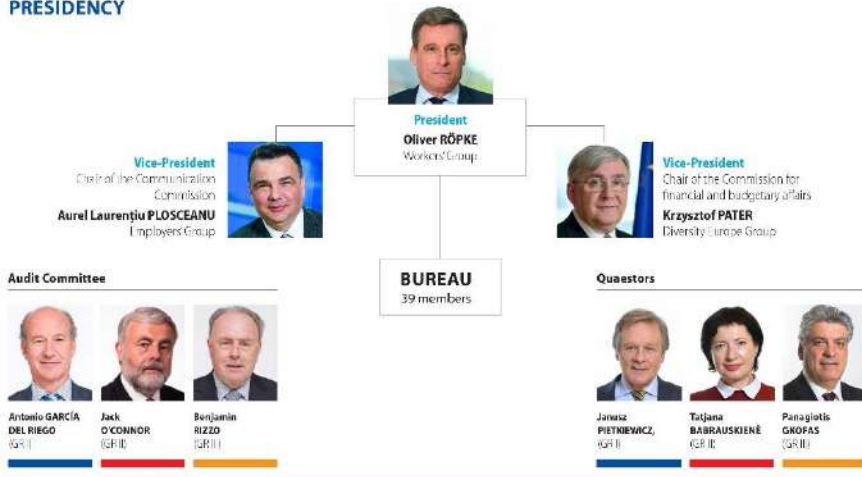 PRESIDENCY
President
Oliver RÖPKE
Workers' Group
Vice-President
Chair of the Communication
Commission
Aurel Laurenţiu PLOSCEANU
Employers' Group
Vice-President
Chair of the Commission for
financial and budgetary affairs
Krzysztof PATER
Diversity Europe Group
BUREAU
39 members
Audit Committee
Antonio GARCÍA
DEL RIEGO
(GR I)
Jack
O'CONNOR
(GR II)
Benjamin
RIZZO
(GR III)
Quaestors
Janusz
PIETKIEWICZ,
(GR I)
Tatjana
BABRAUSKIENĖ
(GR II)
Panagiotis
GKOFAS
(GR III)